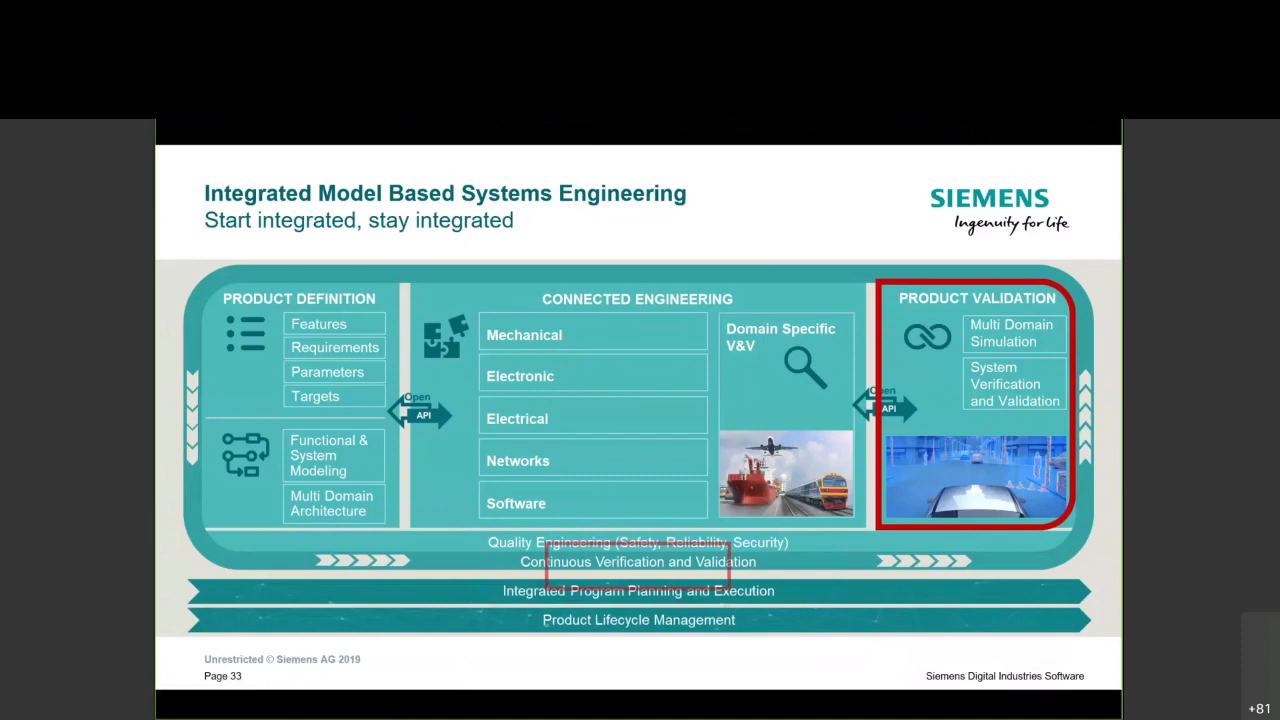 Integrated Model Based Systems Engineering
Start integrated, stay integrated
SIEMENS
Ingenuity for life
PRODUCT DEFINITION
Features
Requirements
Parameters
Targets
Functional &
System
Modeling
Multi Domain
Architecture
Open
API
CONNECTED ENGINEERING
Mechanical
Electronic
Electrical
Networks
Software
Domain Specific
V&V
Open
API
PRODUCT VALIDATION
Multi Domain
Simulation
System
Verification
and Validation
Quality Engineering (Safety, Reliability, Security)
Continuous Verification and Validation
Integrated Program Planning and Execution
Product Lifecycle Management
Unrestricted © Siemens AG 2019
Page 33
Siemens Digital Industries Software
+81